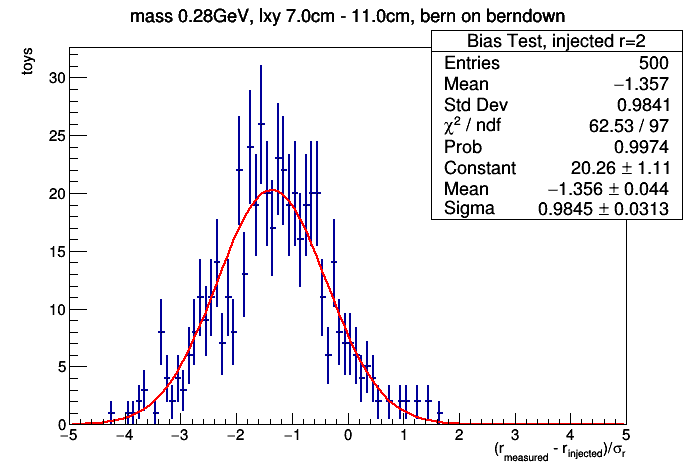 mass 0.28GeV, lxy 7.0cm - 11.0cm, bern on berndown
toys
Bias Test, injected r=2
Entries 500
Mean −1.357
Std Dev 0.9841
χ² / ndf 62.53 / 97
Prob 0.9974
Constant 20.26 ± 1.11
Mean −1.356 ± 0.044
Sigma 0.9845 ± 0.0313
30
25
20
15
10
5
0
−5 −4 −3 −2 −1 0 1 2 3 4 5
(r_measured - r_injected)/σ_r